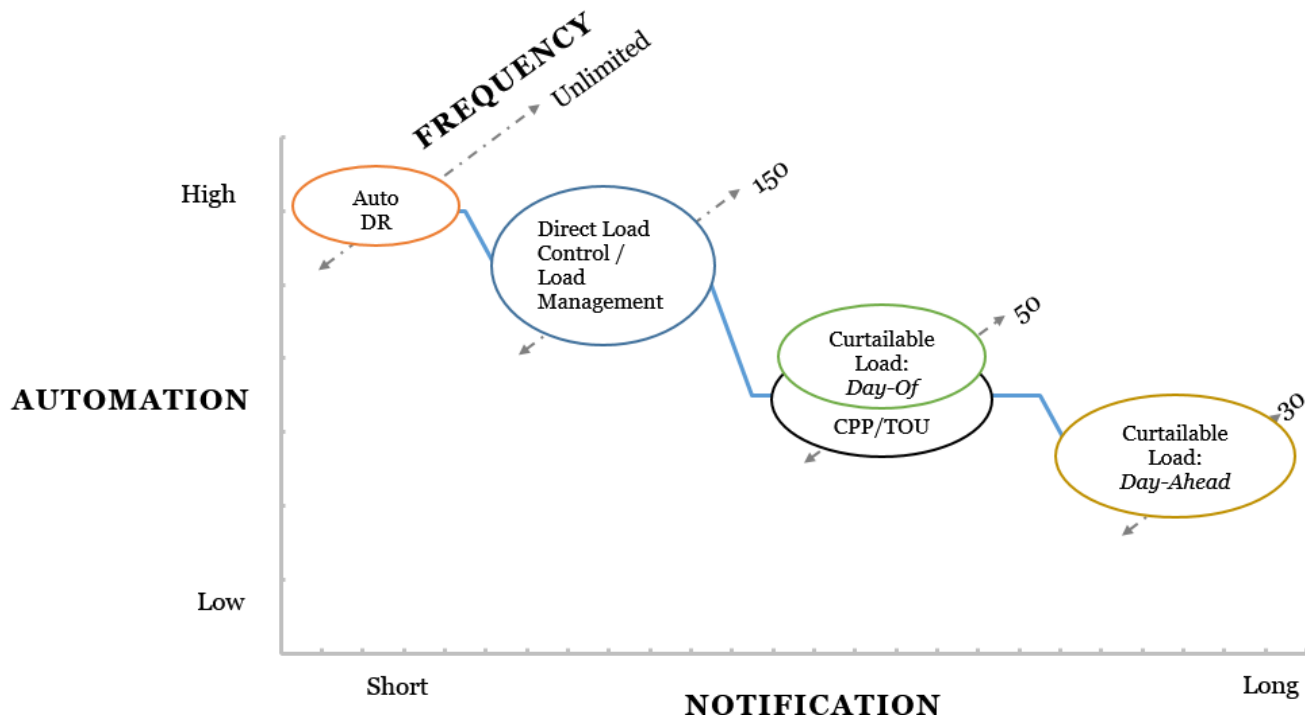 FREQUENCY
Unlimited
High
Auto
DR
150
Direct Load
Control /
Load
Management
50
Curtailable
Load:
Day-Of
CPP/TOU
AUTOMATION
30
Curtailable
Load:
Day-Ahead
Low
Short
Long
NOTIFICATION